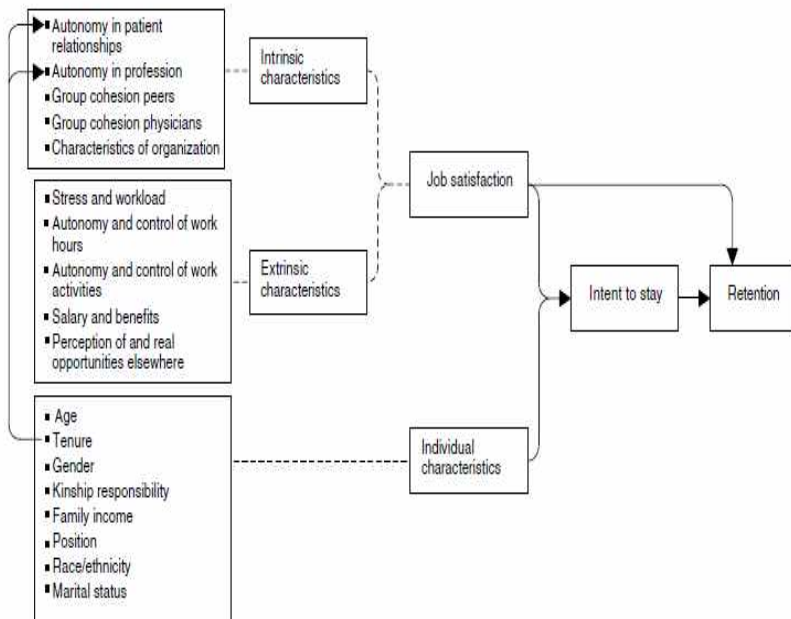 ▪ Autonomy in patient
relationships
▪ Autonomy in profession
▪ Group cohesion peers
▪ Group cohesion physicians
▪ Characteristics of organization
Intrinsic
characteristics
▪ Stress and workload
▪ Autonomy and control of work
hours
▪ Autonomy and control of work
activities
▪ Salary and benefits
▪ Perception of and real
opportunities elsewhere
Extrinsic
characteristics
Job satisfaction
Intent to stay
Retention
▪ Age
▪ Tenure
▪ Gender
▪ Kinship responsibility
▪ Family income
▪ Position
▪ Race/ethnicity
▪ Marital status
Individual
characteristics